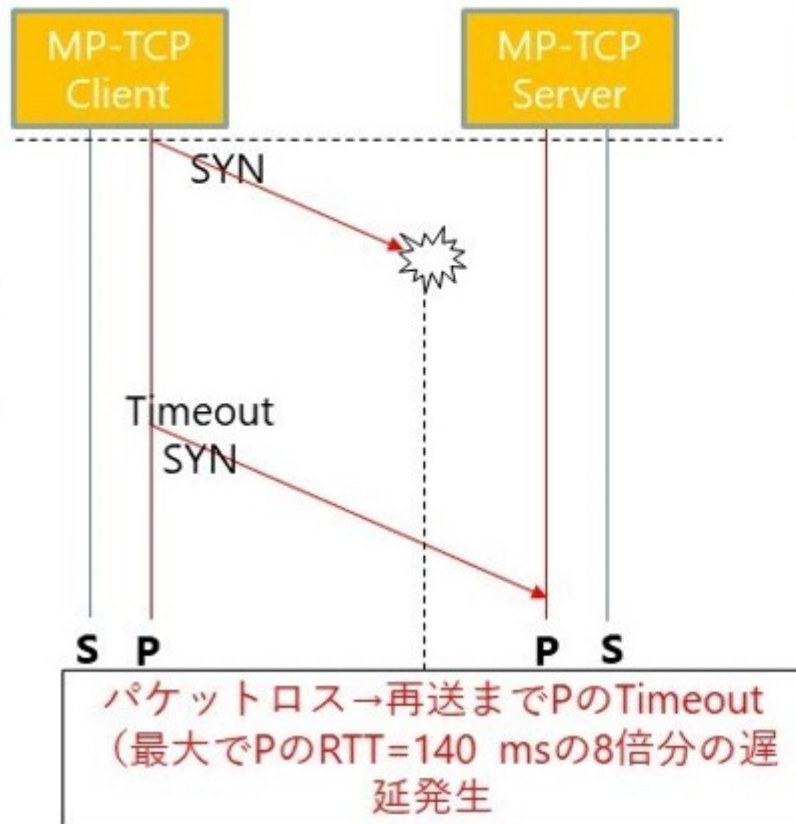 MP-TCP
Client
MP-TCP
Server
SYN
Timeout
SYN
S P
P S
パケットロス→再送までPのTimeout
（最大でPのRTT=140 msの8倍分の遅
延発生